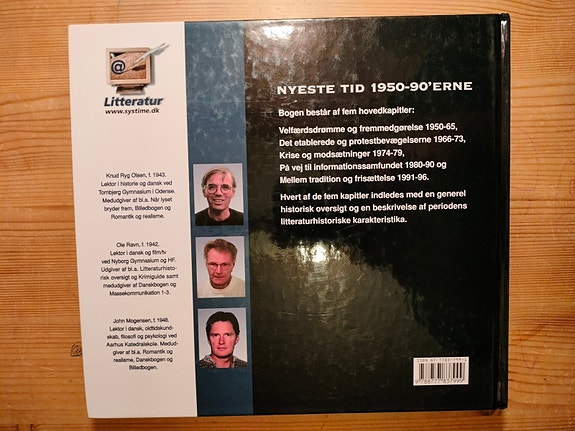 @
Litteratur
www.systime.dk
Knud Ryg Olsen, f. 1943.
Lektor i historie og dansk ved
Tornbjerg Gymnasium i Odense.
Medudgiver af bl.a. Når lyset
bryder frem, Billedbogen og
Romantik og realisme.
Ole Ravn, f. 1942.
Lektor i dansk og film/tv
ved Nyborg Gymnasium og HF.
Udgiver af bl.a. Litteraturhisto-
risk oversigt og Krimiguide samt
medudgiver af Danskbogen og
Massekommunikation 1-3.
John Mogensen, f. 1948.
Lektor i dansk, oldtidskund-
skab, filosofi og psykologi ved
Aarhus Katedralskole. Medud-
giver af bl.a. Romantik og
realisme, Danskbogen og
Billedbogen.
NYESTE TID 1950-90'ERNE
Bogen består af fem hovedkapitler:
Velfærdsdrømme og fremmedgørelse 1950-65,
Det etablerede og protestbevægelserne 1966-73,
Krise og modsætninger 1974-79,
På vej til informationssamfundet 1980-90 og
Mellem tradition og frisættelse 1991-96.
Hvert af de fem kapitler indledes med en generel
historisk oversigt og en beskrivelse af periodens
litteraturhistoriske karakteristika.
9 788777 837995